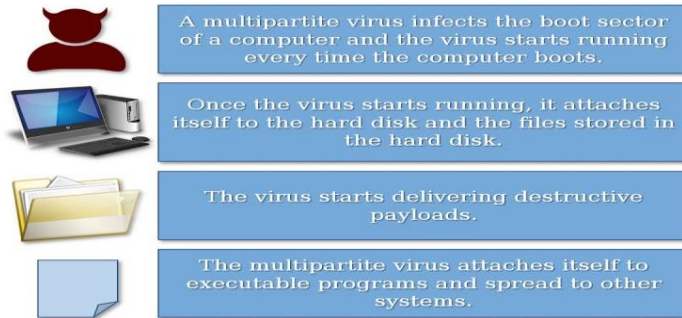 A multipartite virus infects the boot sector
of a computer and the virus starts running
every time the computer boots.
Once the virus starts running, it attaches
itself to the hard disk and the files stored in
the hard disk.
The virus starts delivering destructive
payloads.
The multipartite virus attaches itself to
executable programs and spread to other
systems.